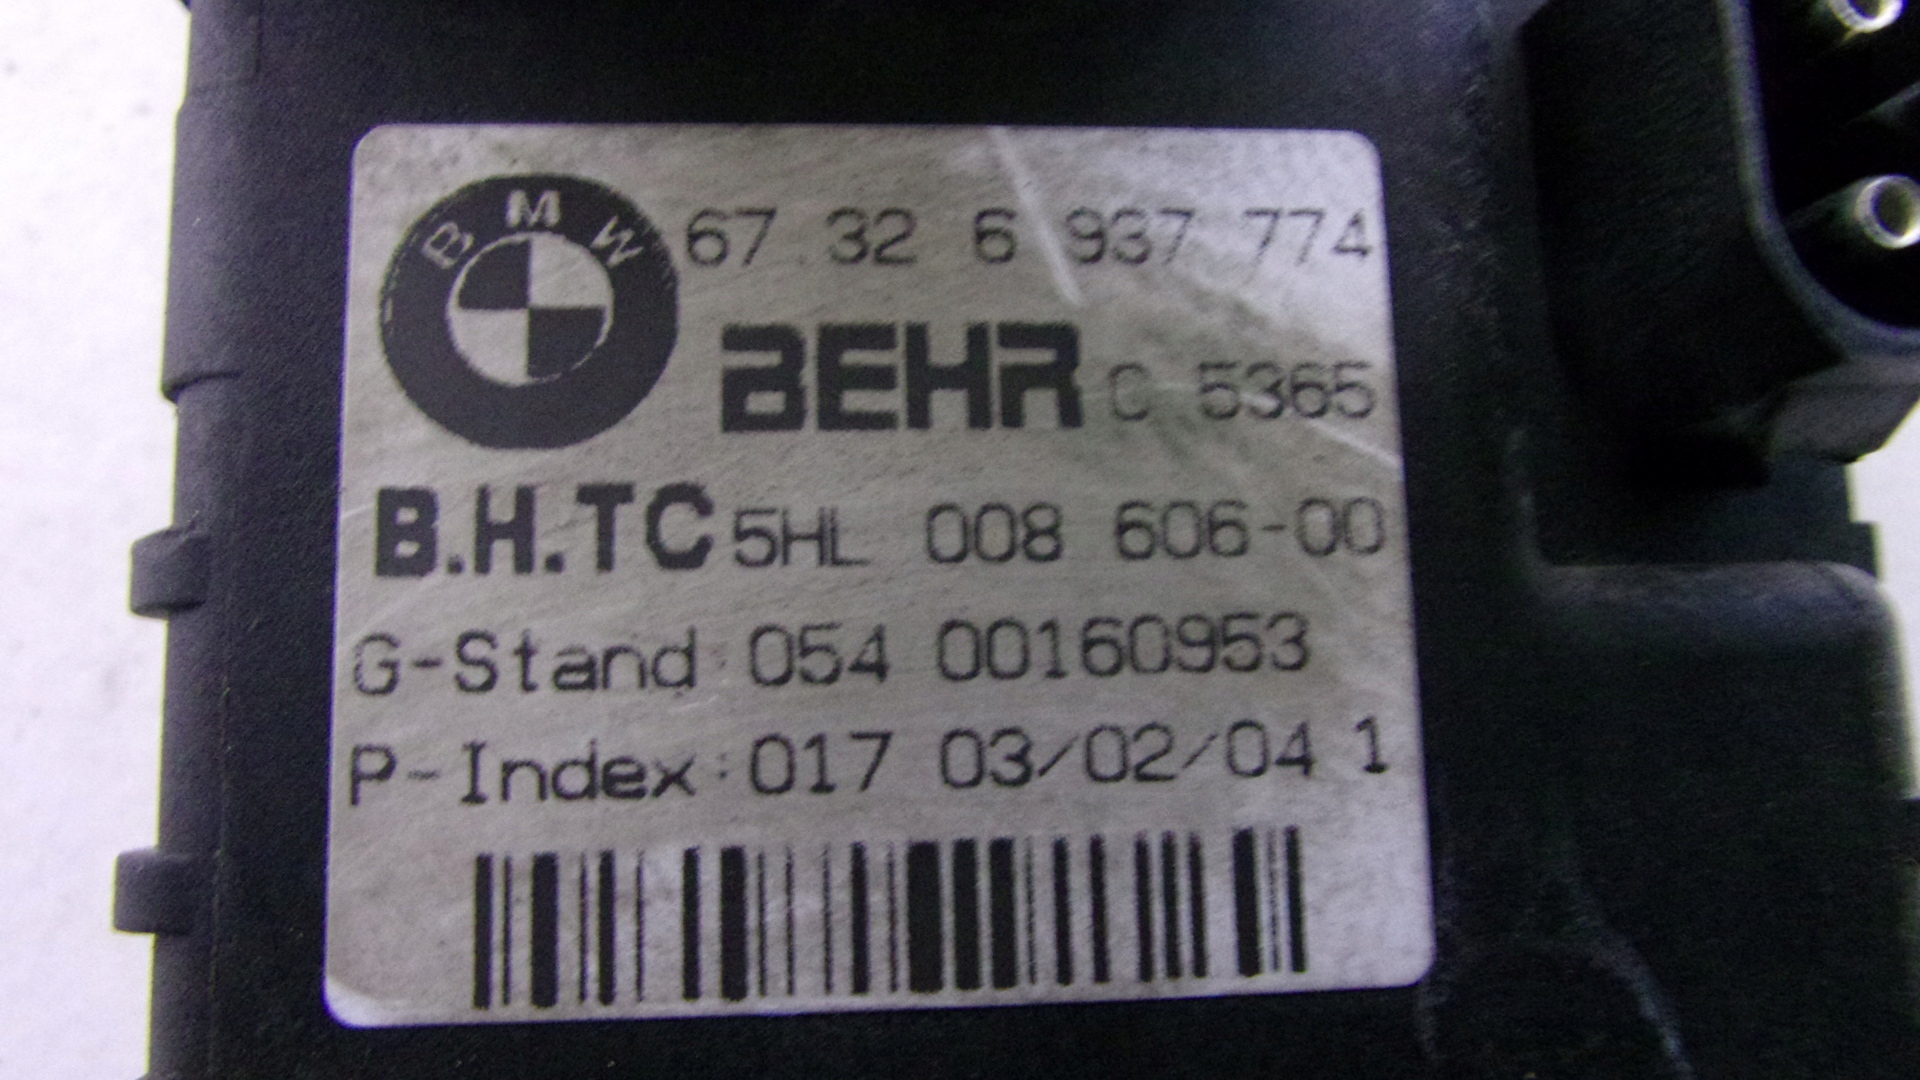 BMW 67.32 6 937 774
BEHR C 5365
B.H.TC 5HL 008 606-00
G-Stand:054 00160953
P-Index:017 03/02/04 1